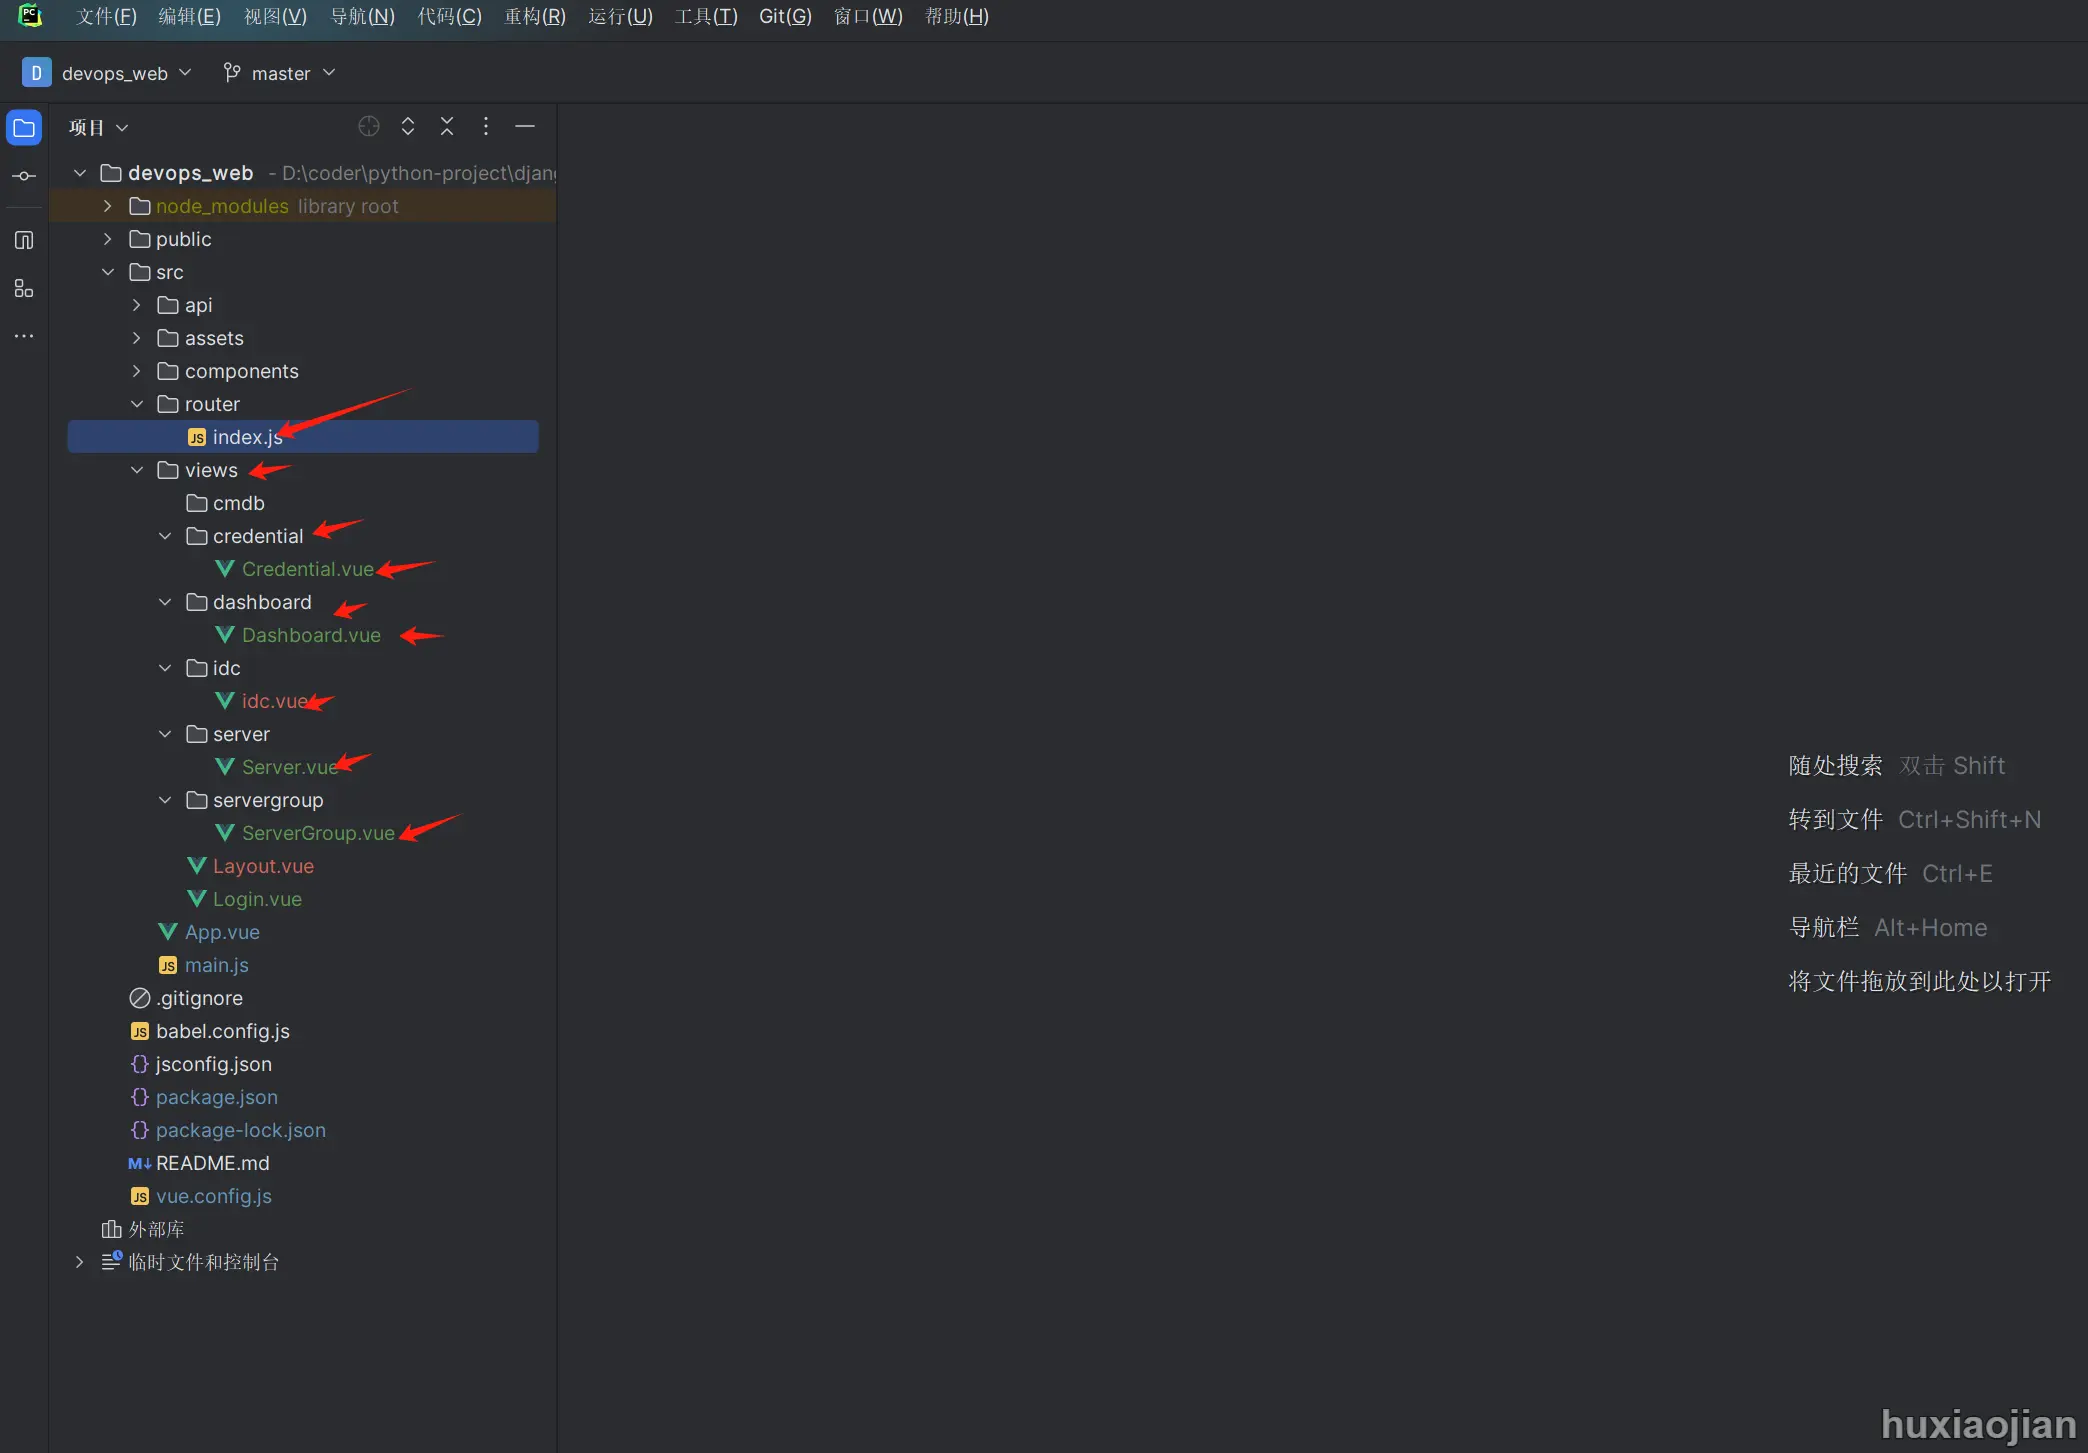 PC 文件(F) 编辑(E) 视图(V) 导航(N) 代码(C) 重构(R) 运行(U) 工具(T) Git(G) 窗口(W) 帮助(H)
D devops_web master
项目
devops_web - D:\coder\python-project\djang
node_modules library root
public
src
api
assets
components
router
JS index.js
views
cmdb
credential
Credential.vue
dashboard
Dashboard.vue
idc
idc.vue
server
Server.vue
servergroup
ServerGroup.vue
Layout.vue
Login.vue
App.vue
JS main.js
.gitignore
JS babel.config.js
{} jsconfig.json
{} package.json
{} package-lock.json
M↓ README.md
JS vue.config.js
外部库
临时文件和控制台
随处搜索 双击 Shift
转到文件 Ctrl+Shift+N
最近的文件 Ctrl+E
导航栏 Alt+Home
将文件拖放到此处以打开
huxiaojian